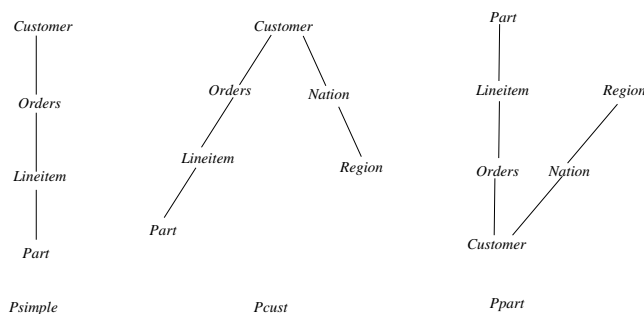 Customer
Orders
Lineitem
Part
Psimple
Customer
Orders
Nation
Lineitem
Region
Part
Pcust
Part
Lineitem
Region
Orders
Nation
Customer
Ppart